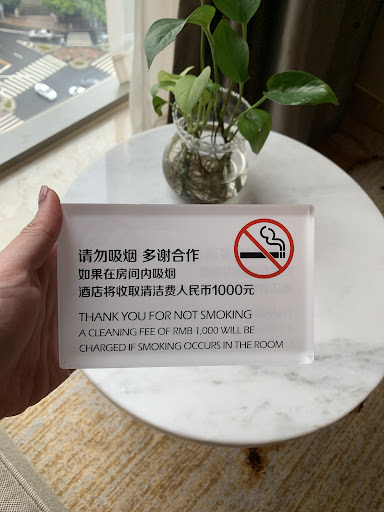 请勿吸烟 多谢合作
如果在房间内吸烟
酒店将收取清洁费人民币1000元
THANK YOU FOR NOT SMOKING
A CLEANING FEE OF RMB 1,000 WILL BE
CHARGED IF SMOKING OCCURS IN THE ROOM